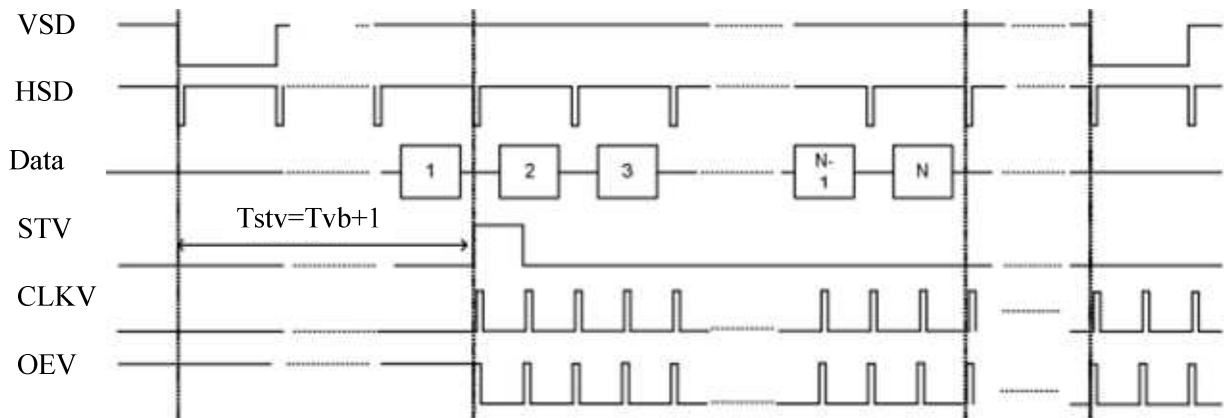 VSD
HSD
Data
1
2
3
N-
1
N
STV
Tstv=Tvb+1
CLKV
OEV